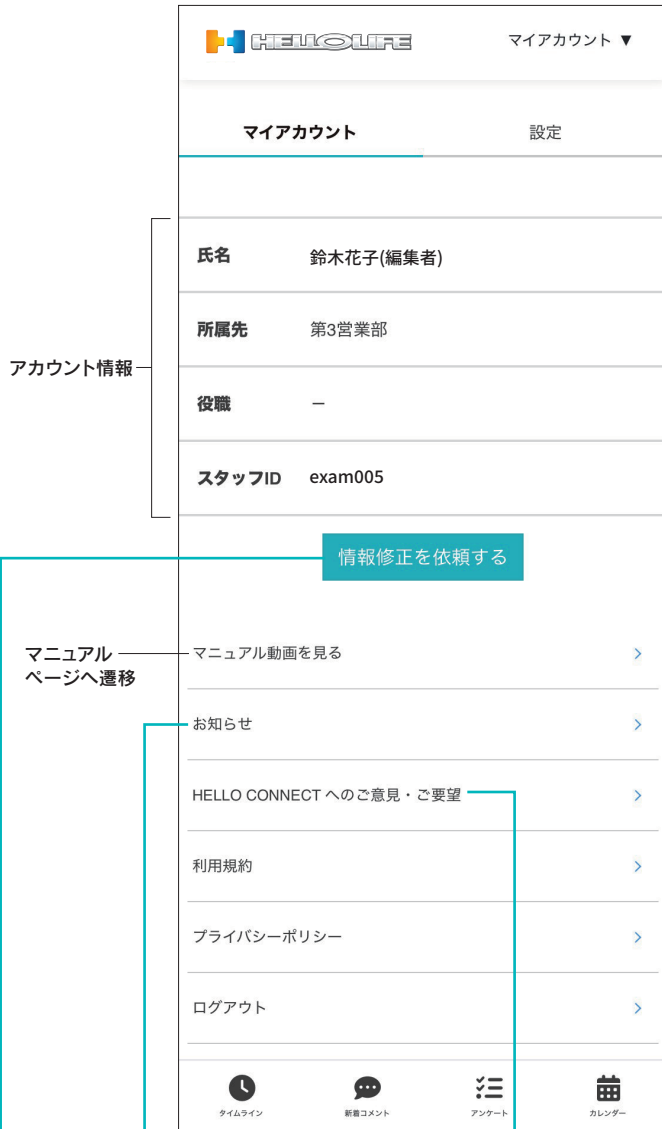 HELLOLIFE
マイアカウント ▼
マイアカウント
設定
アカウント情報
氏名 鈴木花子(編集者)
所属先 第3営業部
役職 －
スタッフID exam005
情報修正を依頼する
マニュアル
ページへ遷移
マニュアル動画を見る
お知らせ
HELLO CONNECT へのご意見・ご要望
利用規約
プライバシーポリシー
ログアウト
タイムライン
新着コメント
アンケート
カレンダー